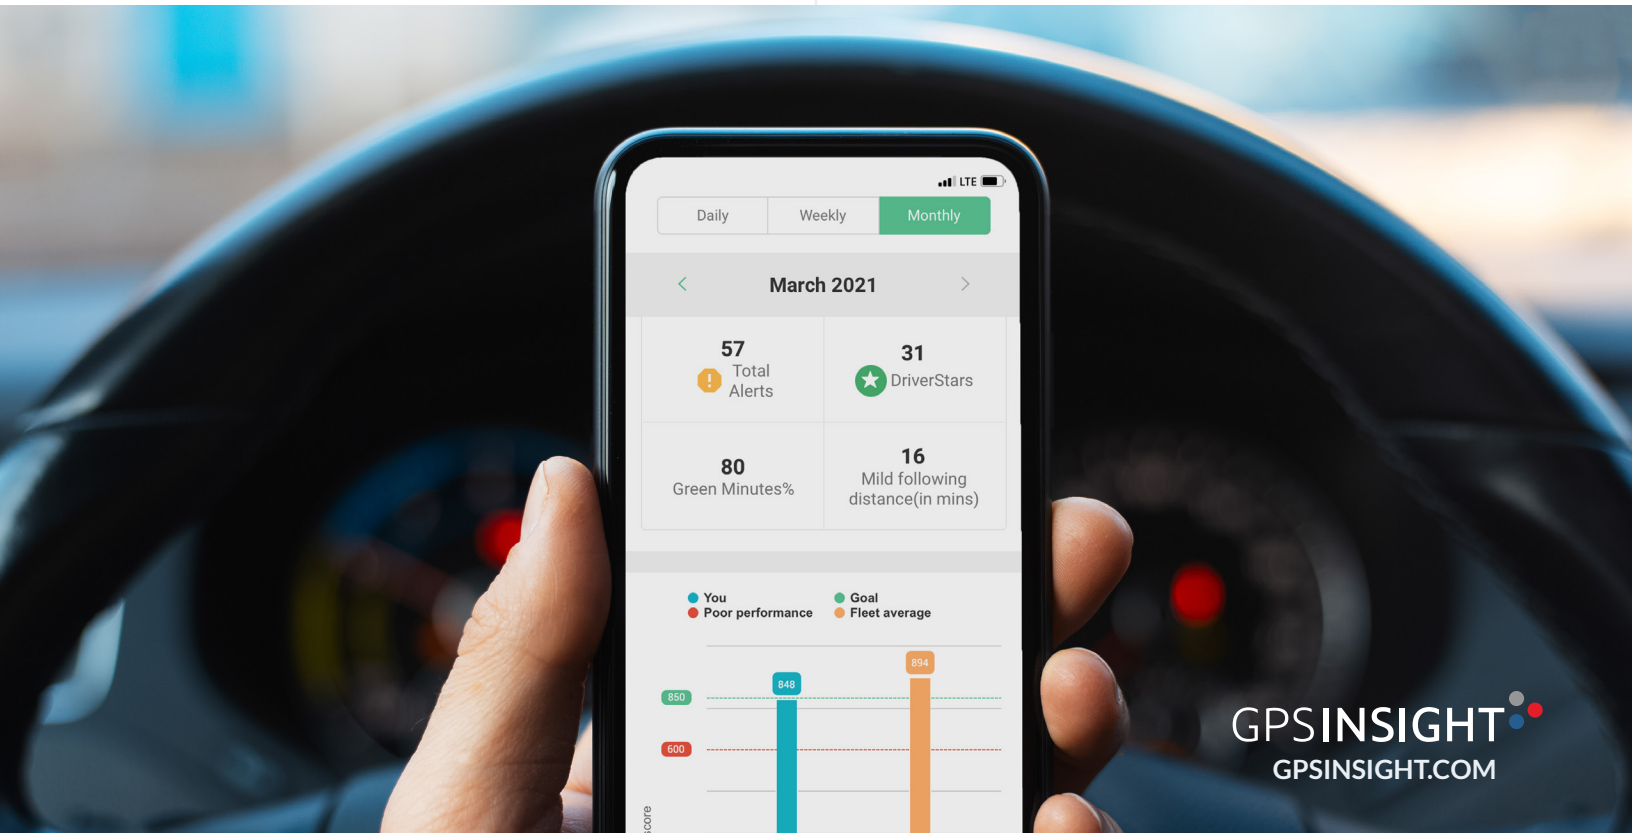 LTE
Daily Weekly Monthly
March 2021
57
Total
Alerts
31
DriverStars
80
Green Minutes%
16
Mild following
distance(in mins)
You Goal
Poor performance Fleet average
894
848
850
600
score
GPSINSIGHT
GPSINSIGHT.COM